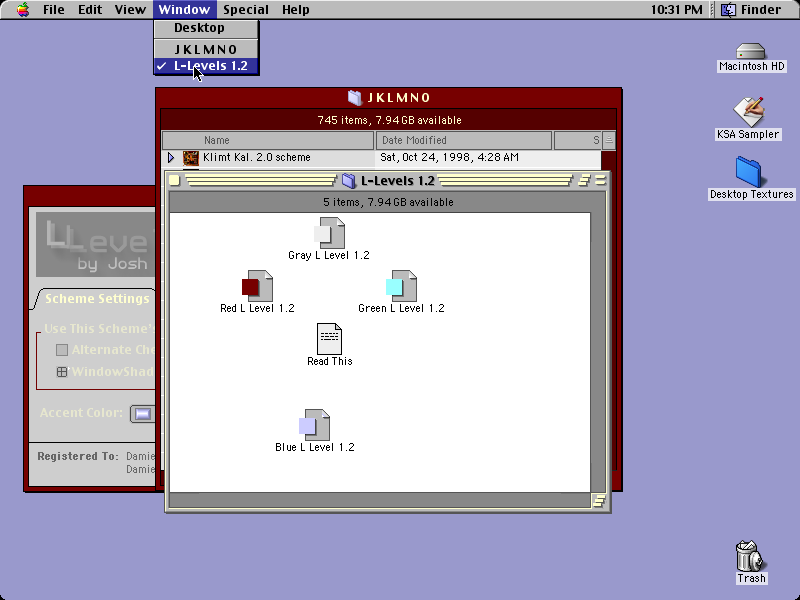 File Edit View Window Special Help 10:31 PM Finder
Desktop
JKLMNO
✓ L-Levels 1.2
Macintosh HD
KSA Sampler
Desktop Textures
Trash
JKLMNO
745 items, 7.94 GB available
Name Date Modified S
Klimt Kal. 2.0 scheme Sat, Oct 24, 1998, 4:28 AM
L-Levels 1.2
5 items, 7.94 GB available
Gray L Level 1.2
Red L Level 1.2 Green L Level 1.2
Read This
Blue L Level 1.2
LLeve
by Josh
Scheme Settings
Use This Scheme's
Alternate Che
WindowShad
Accent Color:
Registered To: Damie
Damie